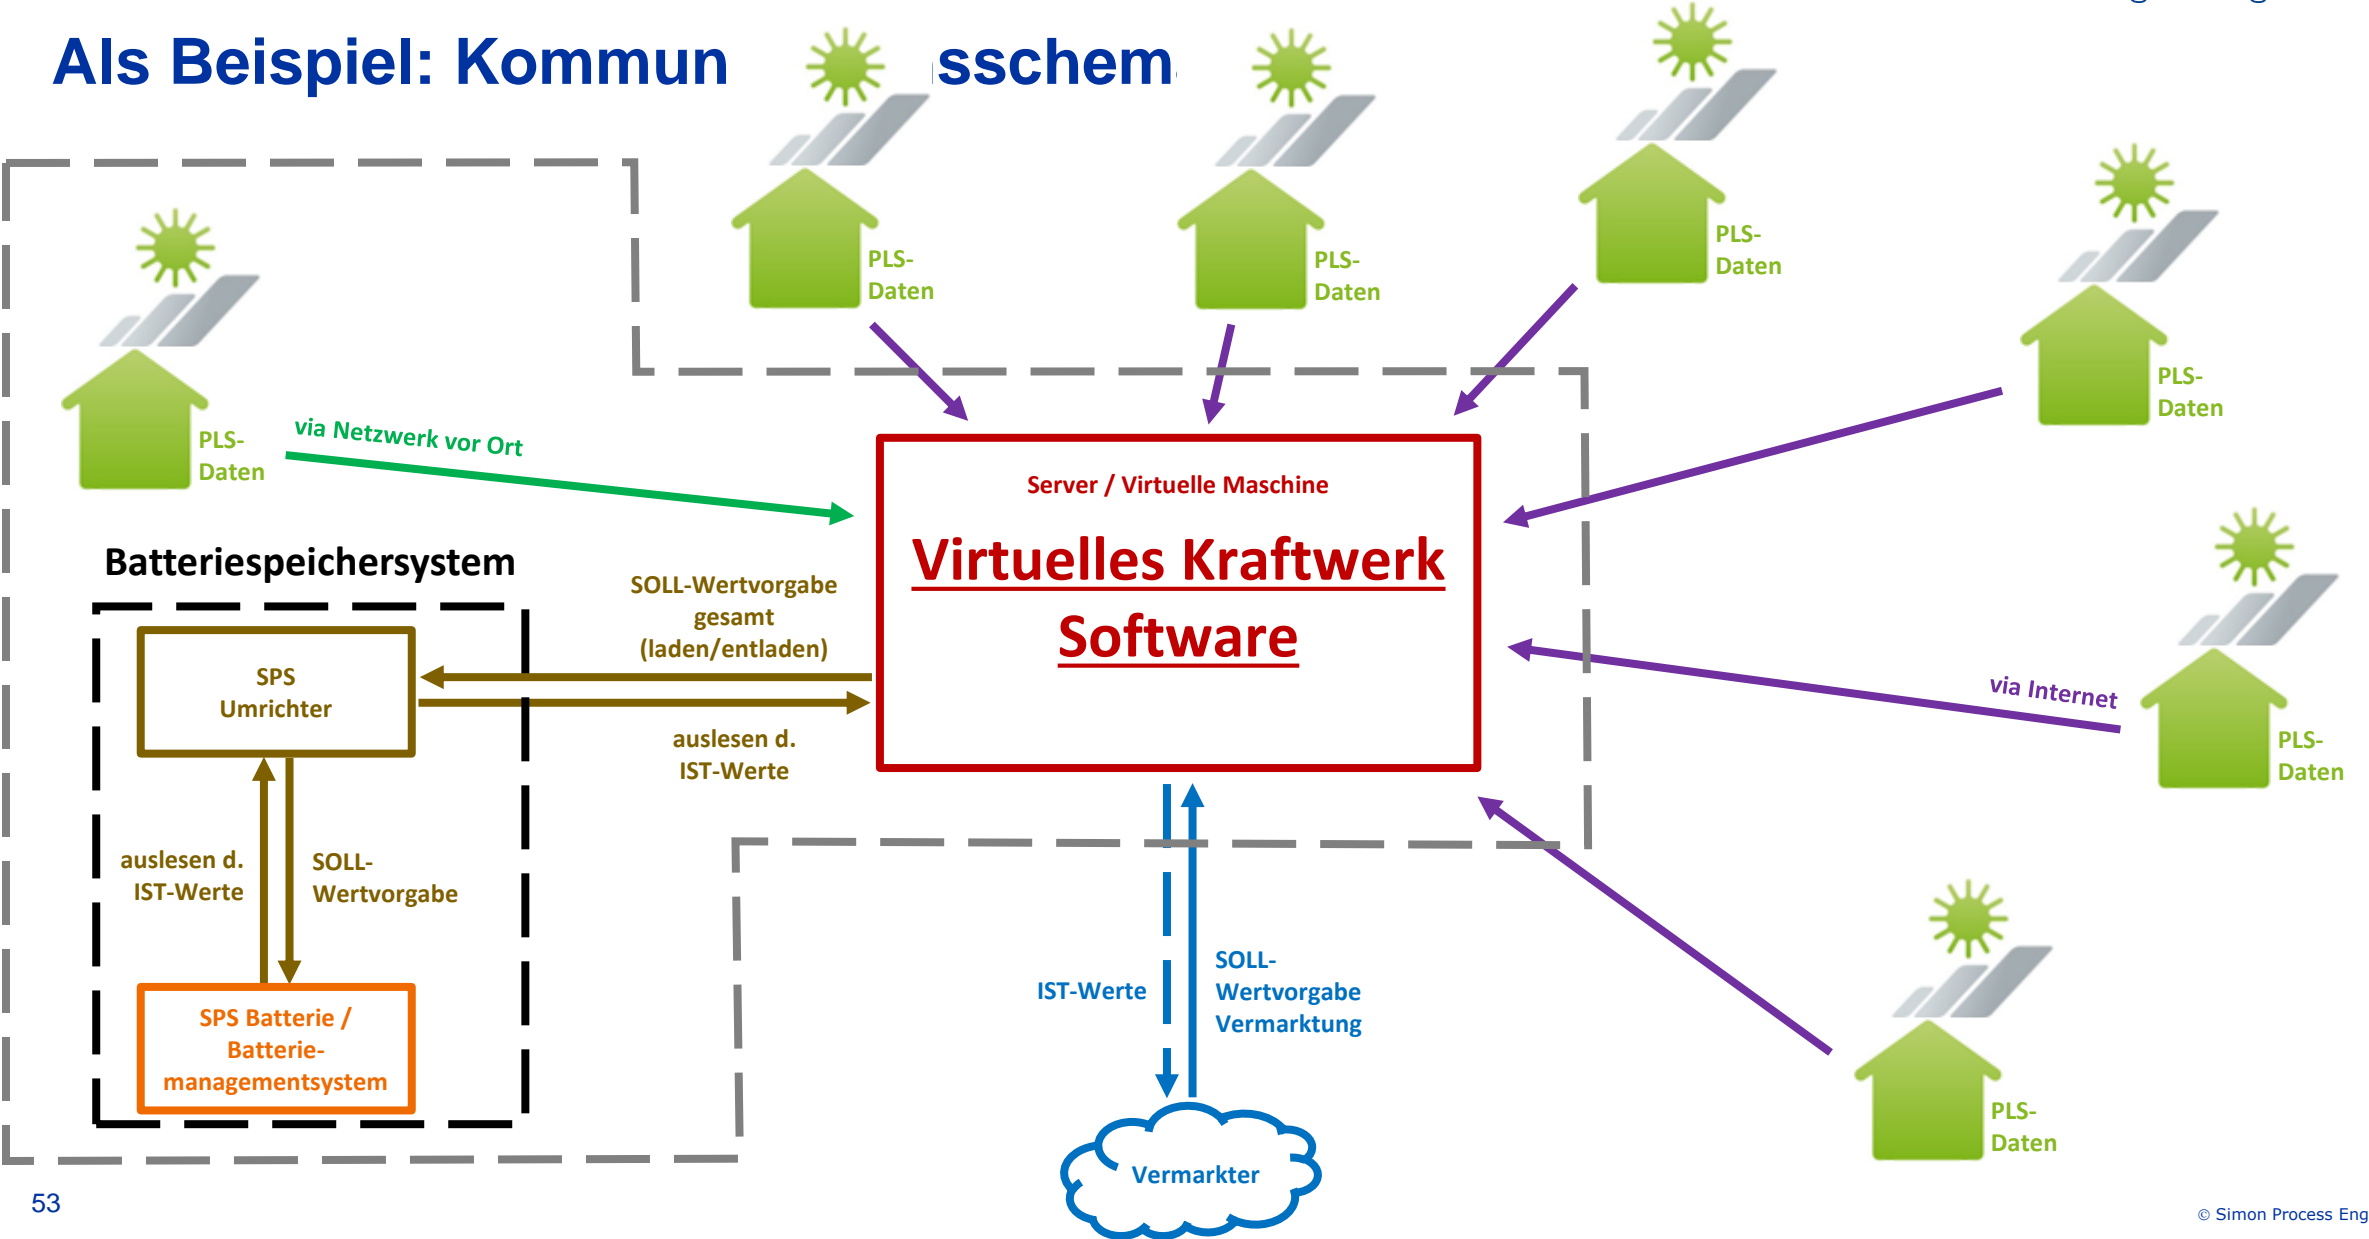 Als Beispiel: Kommun sschem
PLS-
Daten
PLS-
Daten
PLS-
Daten
PLS-
Daten
PLS-
Daten
via Netzwerk vor Ort
Server / Virtuelle Maschine
Virtuelles Kraftwerk
Software
Batteriespeichersystem
SOLL-Wertvorgabe
gesamt
(laden/entladen)
SPS
Umrichter
auslesen d.
IST-Werte
via Internet
PLS-
Daten
auslesen d.
IST-Werte
SOLL-
Wertvorgabe
SPS Batterie /
Batterie-
managementsystem
IST-Werte
SOLL-
Wertvorgabe
Vermarktung
PLS-
Daten
Vermarkter
53
© Simon Process Eng